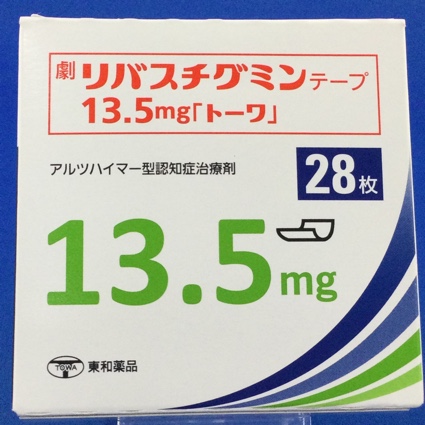 劇 リバスチグミンテープ
13.5mg「トーワ」
アルツハイマー型認知症治療剤
28枚
13.5mg
TOWA 東和薬品